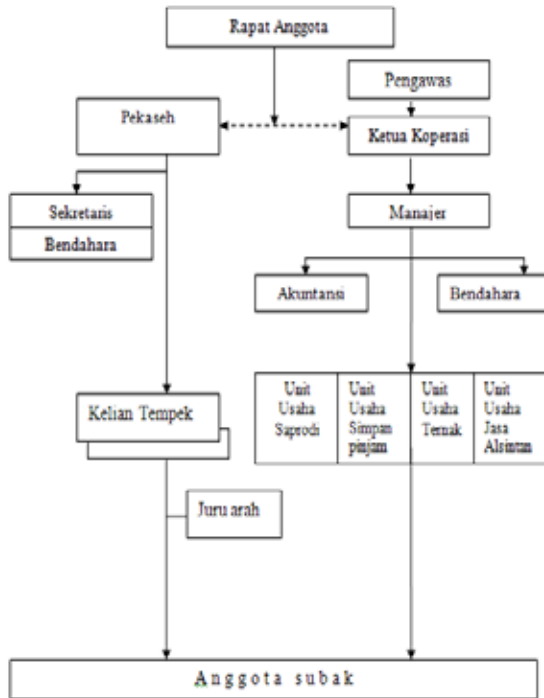 Rapat Anggota
Pengawas
Pekaseh
Ketua Koperasi
Sekretaris
Bendahara
Manajer
Akuntansi
Bendahara
Kelian Tempek
Unit
Usaha
Saprodi
Unit
Usaha
Simpan
pinjam
Unit
Usaha
Ternak
Unit
Usaha
Jasa
Alsintan
Juru arah
Anggota subak